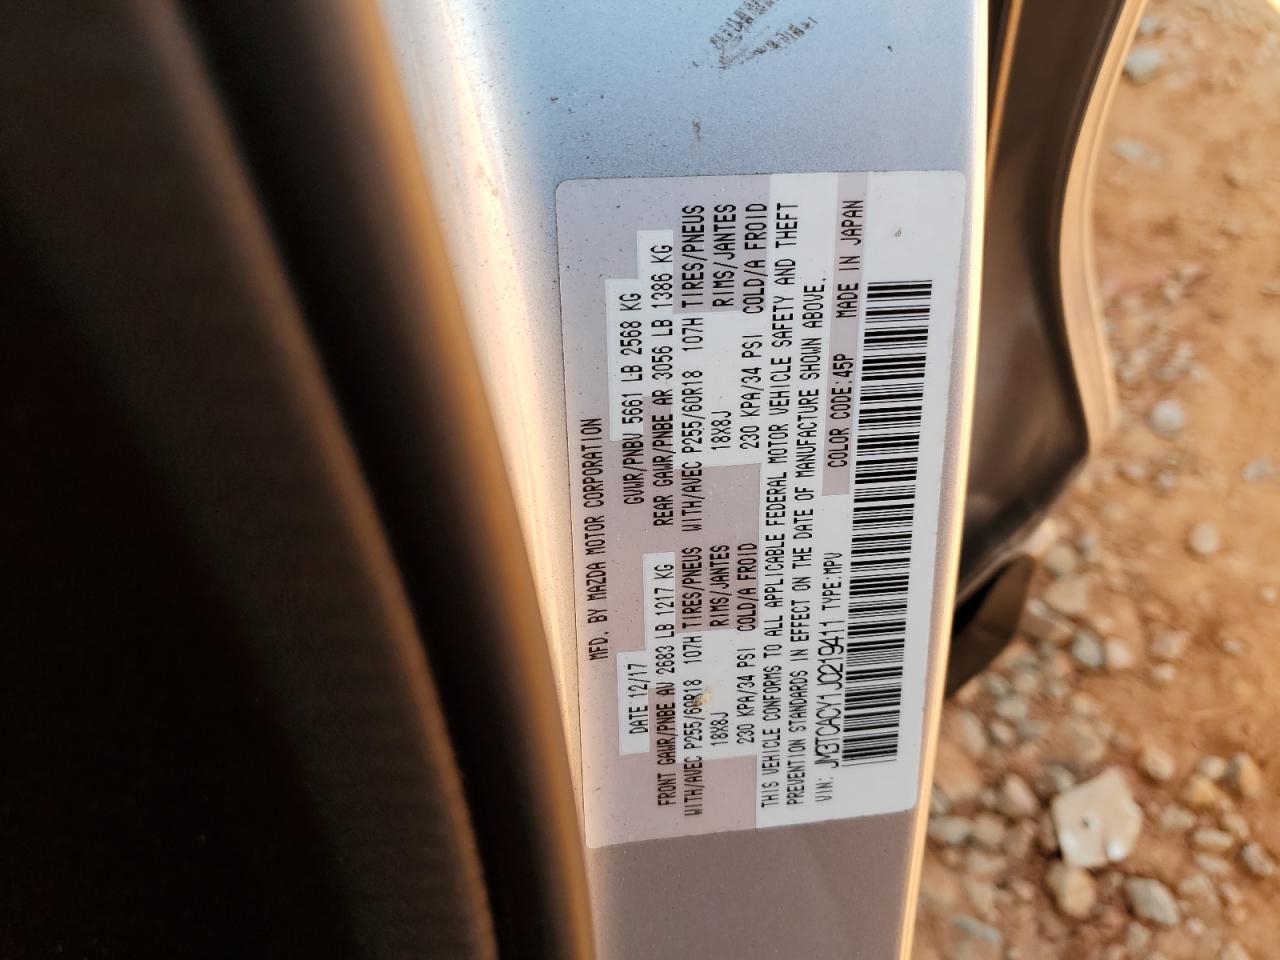 MFD. BY MAZDA MOTOR CORPORATION
DATE 12/17 GVWR/PNBV 5661 LB 2568 KG
FRONT GAWR/PNBE AV 2683 LB 1217 KG REAR GAWR/PNBE AR 3056 LB 1386 KG
WITH/AVEC P255/60R18 107H TIRES/PNEUS WITH/AVEC P255/60R18 107H TIRES/PNEUS
18X8J RIMS/JANTES 18X8J RIMS/JANTES
230 KPA/34 PSI COLD/A FROID 230 KPA/34 PSI COLD/A FROID
THIS VEHICLE CONFORMS TO ALL APPLICABLE FEDERAL MOTOR VEHICLE SAFETY AND THEFT
PREVENTION STANDARDS IN EFFECT ON THE DATE OF MANUFACTURE SHOWN ABOVE.
VIN: JM3TCACY1J0219411 TYPE:MPV COLOR CODE:45P MADE IN JAPAN